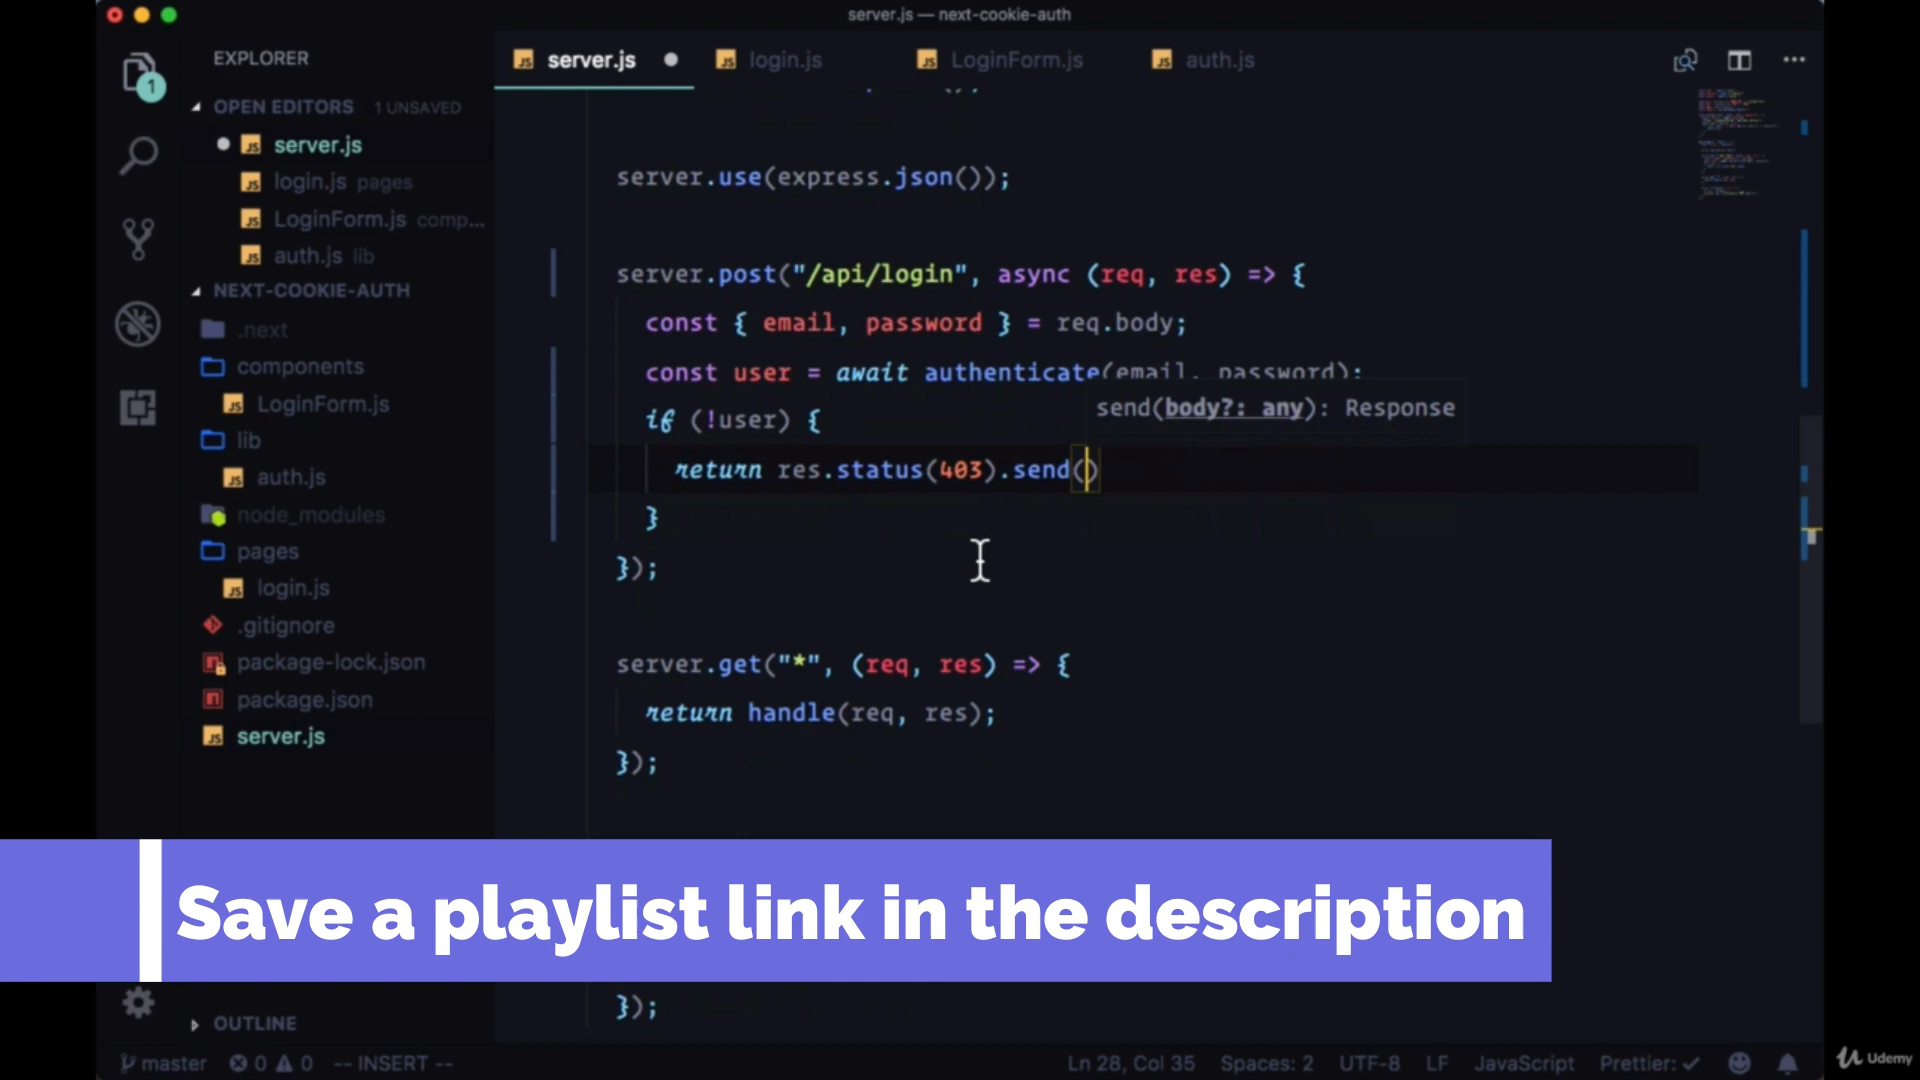 server.js — next-cookie-auth
EXPLORER
server.js
login.js
LoginForm.js
auth.js
1
OPEN EDITORS 1 UNSAVED
server.js
login.js pages
LoginForm.js comp...
auth.js lib
NEXT-COOKIE-AUTH
.next
components
LoginForm.js
lib
auth.js
node_modules
pages
login.js
.gitignore
package-lock.json
package.json
server.js
OUTLINE
server.use(express.json());
server.post("/api/login", async (req, res) => {
const { email, password } = req.body;
const user = await authenticate(email, password);
send(body?: any): Response
if (!user) {
return res.status(403).send()
}
});
server.get("*", (req, res) => {
return handle(req, res);
});
Save a playlist link in the description
});
master 0 0 -- INSERT --
Ln 28, Col 35 Spaces: 2 UTF-8 LF JavaScript Prettier: ✓
Udemy